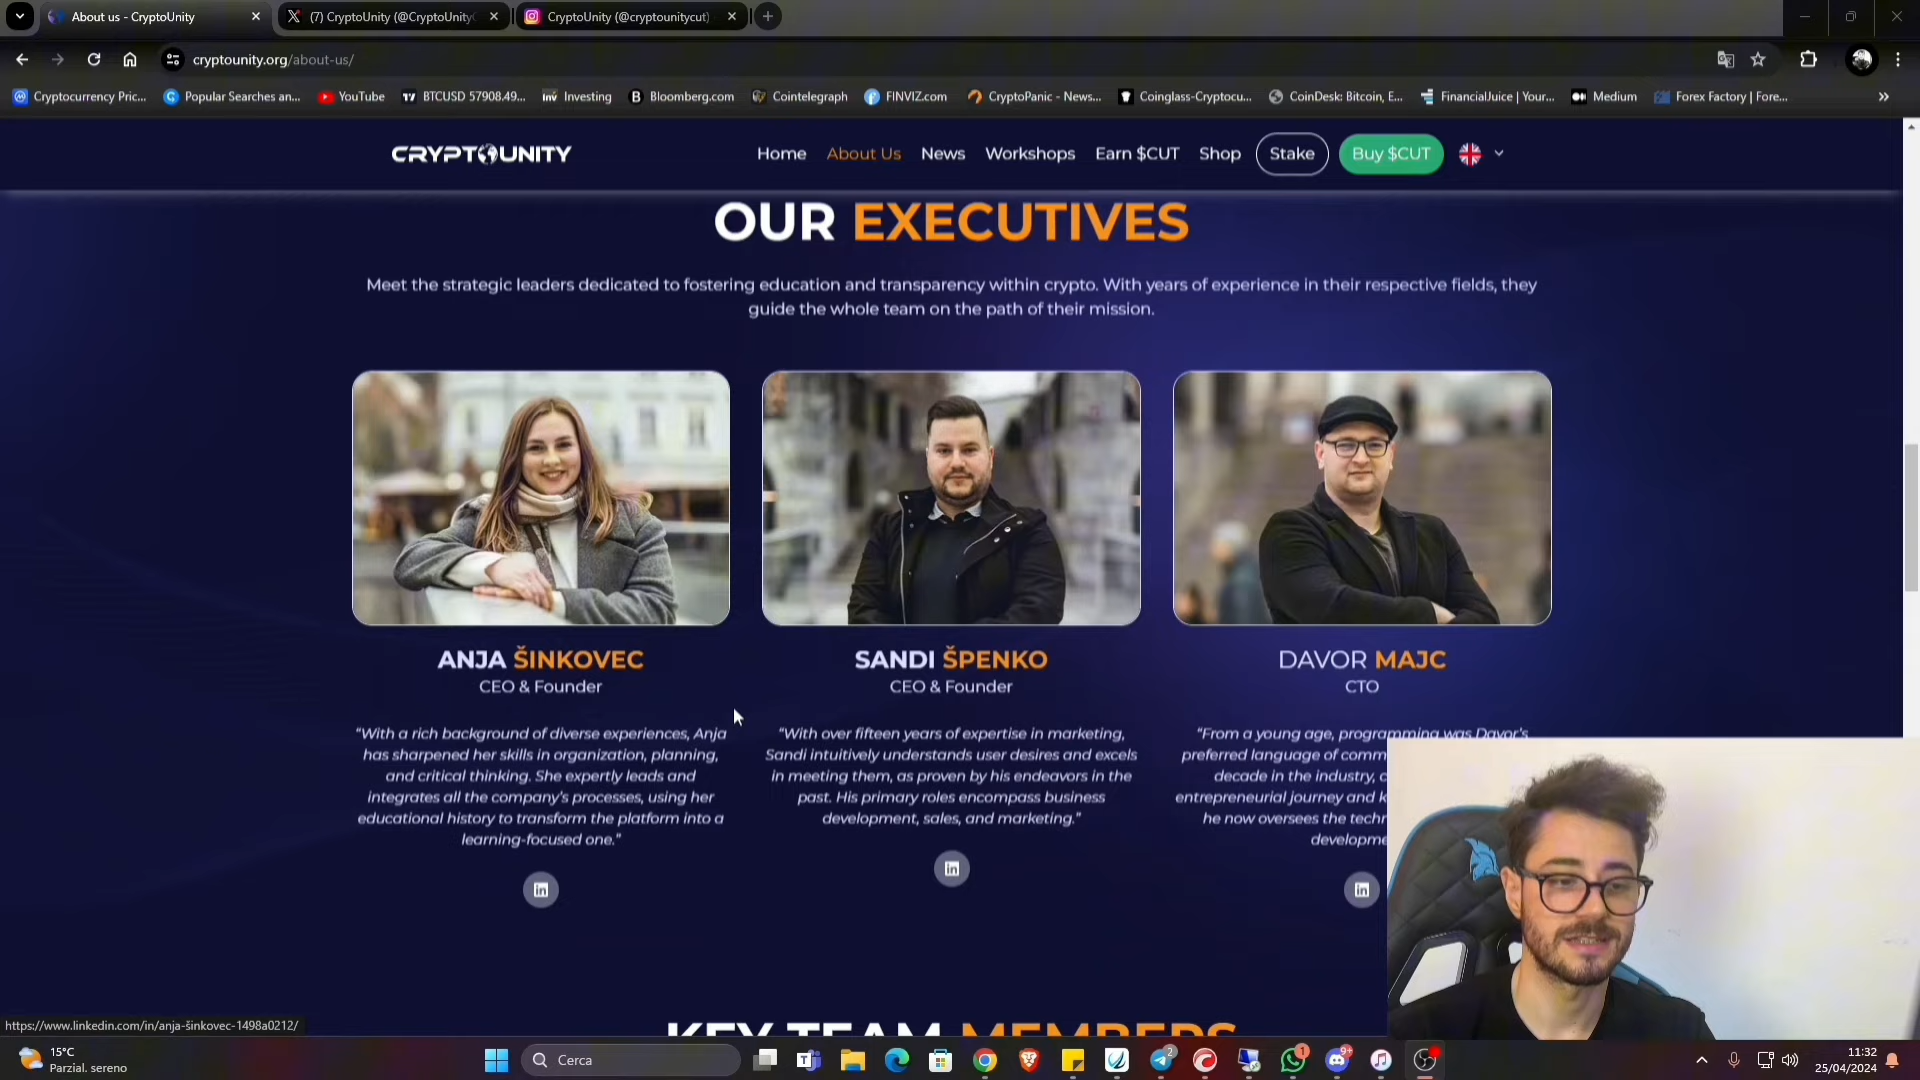 About us - CryptoUnity
(7) CryptoUnity (@CryptoUnityC
CryptoUnity (@cryptounitycut)
cryptounity.org/about-us/
Cryptocurrency Pric...
Popular Searches an...
YouTube
BTCUSD 57908.49...
Investing
Bloomberg.com
Cointelegraph
FINVIZ.com
CryptoPanic - News...
Coinglass-Cryptocu...
CoinDesk: Bitcoin, E...
FinancialJuice | Your...
Medium
Forex Factory | Fore...
CRYPTOUNITY
Home
About Us
News
Workshops
Earn $CUT
Shop
Stake
Buy $CUT
OUR EXECUTIVES
Meet the strategic leaders dedicated to fostering education and transparency within crypto. With years of experience in their respective fields, they
guide the whole team on the path of their mission.
ANJA ŠINKOVEC
CEO & Founder
"With a rich background of diverse experiences, Anja
has sharpened her skills in organization, planning,
and critical thinking. She expertly leads and
integrates all the company's processes, using her
educational history to transform the platform into a
learning-focused one."
in
SANDI ŠPENKO
CEO & Founder
"With over fifteen years of expertise in marketing,
Sandi intuitively understands user desires and excels
in meeting them, as proven by his endeavors in the
past. His primary roles encompass business
development, sales, and marketing."
in
DAVOR MAJC
CTO
"From a young age, programming was Davor's
preferred language of comm
decade in the industry, c
entrepreneurial journey and k
he now oversees the techn
developme
in
KEY TEAM MEMBERS
https://www.linkedin.com/in/anja-šinkovec-1498a0212/
15°C
Parzial. sereno
Cerca
2
1
9+
11:32
25/04/2024